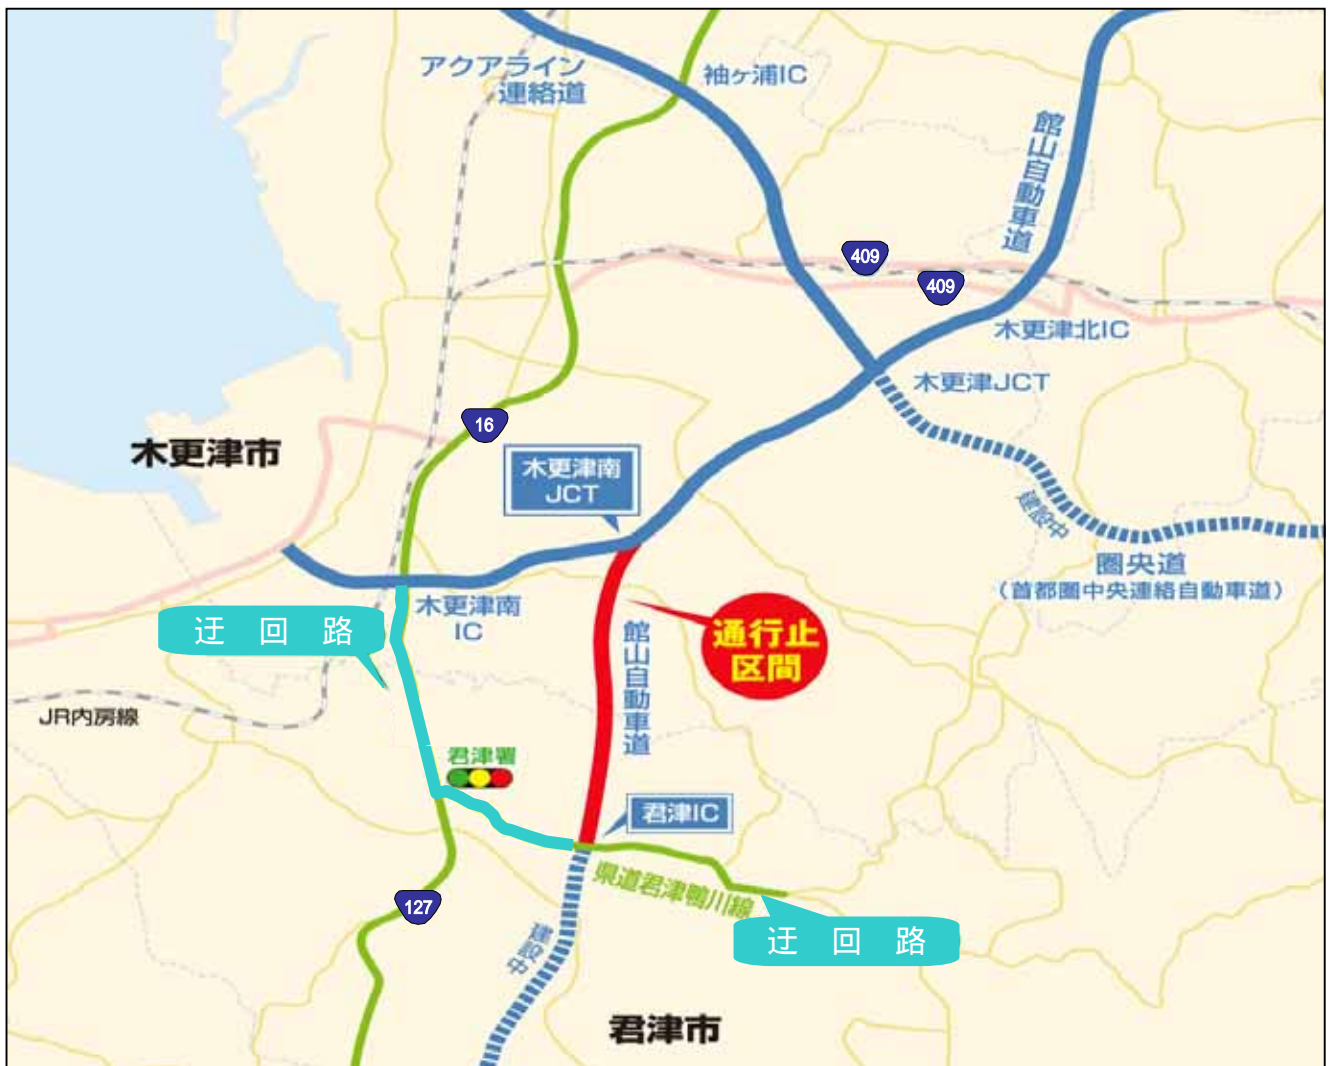 アクアライン
連絡道
袖ヶ浦IC
館山自動車道
409
409
木更津北IC
木更津JCT
16
木更津市
木更津南
JCT
建設中
圏央道
（首都圏中央連絡自動車道）
木更津南
IC
迂回路
通行止
区間
館山自動車道
JR内房線
君津署
君津IC
県道君津鴨川線
127
迂回路
建設中
君津市